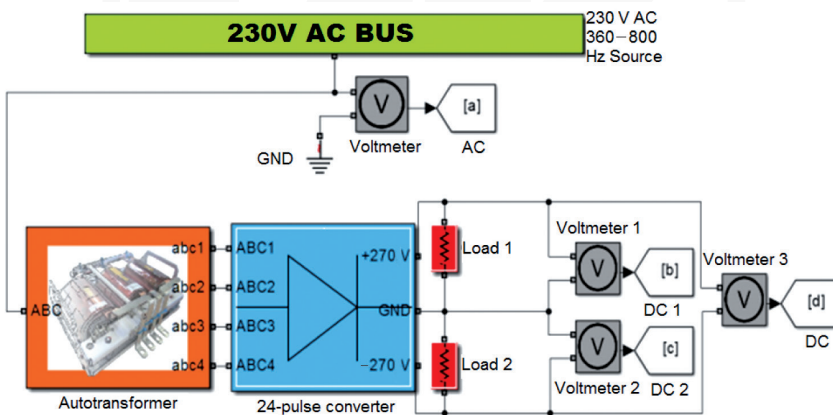 230V AC BUS
230 V AC
360–800
Hz Source
V
[a]
GND
Voltmeter
AC
abc1
ABC1
abc2
ABC2
abc3
ABC3
abc4
ABC4
ABC
+270 V
GND
−270 V
Load 1
Load 2
Voltmeter 1
V
[b]
DC 1
Voltmeter 3
V
[d]
DC
V
[c]
Voltmeter 2
DC 2
Autotransformer
24-pulse converter